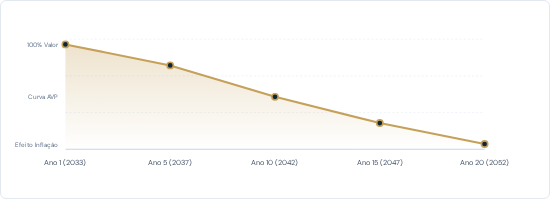 100% Valor
Curva AVP
Efeito Inflação
Ano 1 (2033)
Ano 5 (2037)
Ano 10 (2042)
Ano 15 (2047)
Ano 20 (2052)